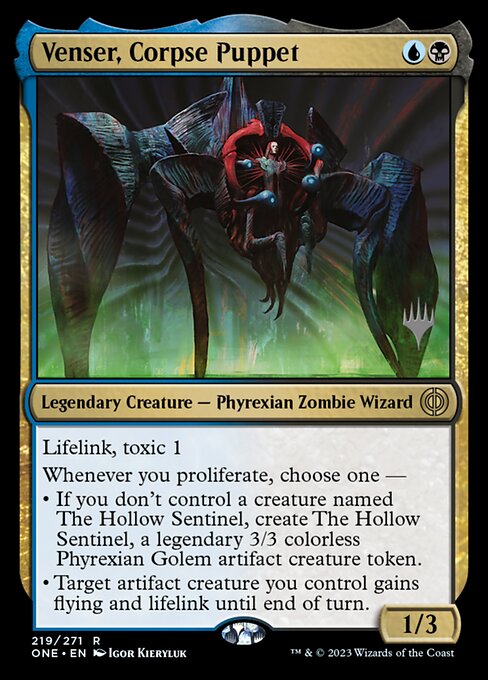 Venser, Corpse Puppet
Legendary Creature — Phyrexian Zombie Wizard
Lifelink, toxic 1
Whenever you proliferate, choose one —
• If you don't control a creature named
The Hollow Sentinel, create The Hollow
Sentinel, a legendary 3/3 colorless
Phyrexian Golem artifact creature token.
• Target artifact creature you control gains
flying and lifelink until end of turn.
1/3
219/271 R
ONE • EN Igor Kieryluk
™ & © 2023 Wizards of the Coast